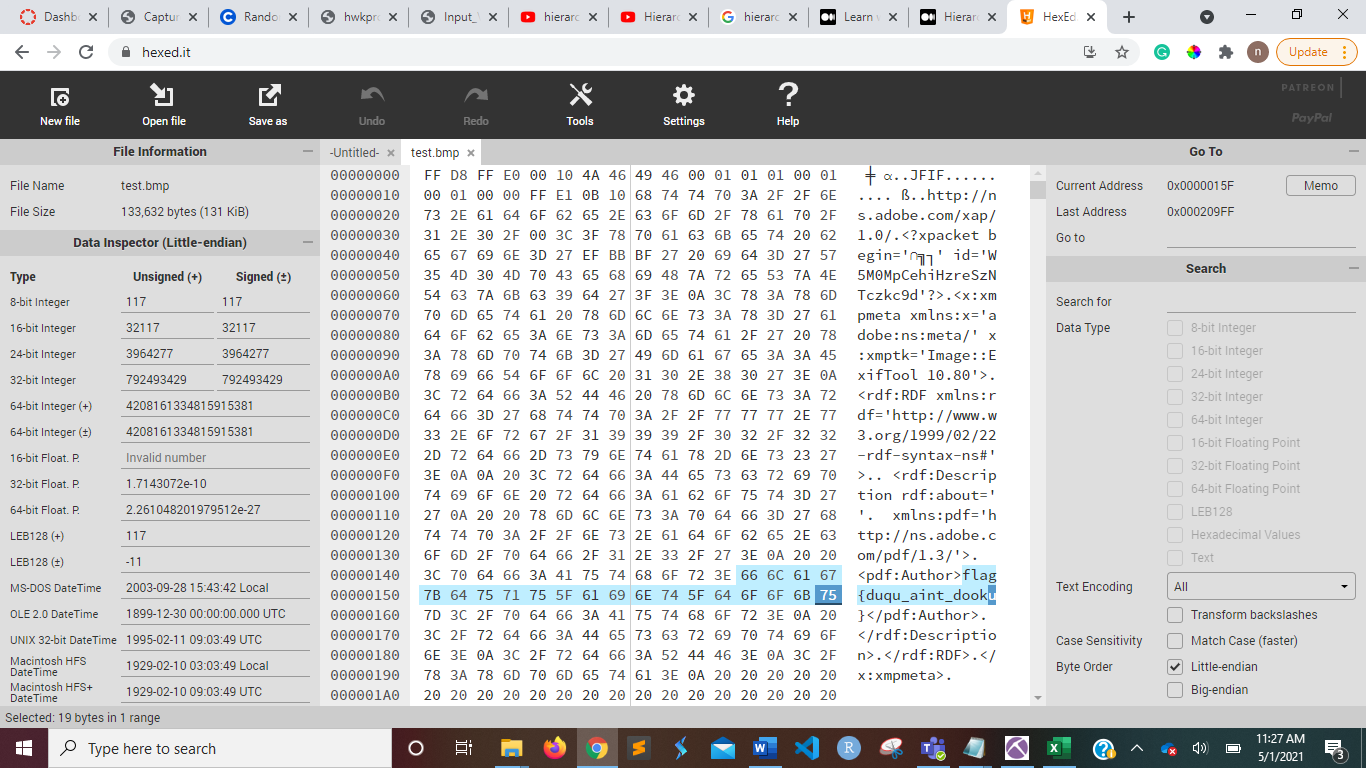 Dashb
Captur
Rando
hwkpro
Input_
hierarc
Hierarc
hierarc
Learn v
Hierarc
HexEd
hexed.it
n
Update
New file
Open file
Save as
Undo
Redo
Tools
Settings
Help
PATREON
PayPal
File Information
File Name test.bmp
File Size 133,632 bytes (131 KiB)
Data Inspector (Little-endian)
Type Unsigned (+) Signed (±)
8-bit Integer 117 117
16-bit Integer 32117 32117
24-bit Integer 3964277 3964277
32-bit Integer 792493429 792493429
64-bit Integer (+) 4208161334815915381
64-bit Integer (±) 4208161334815915381
16-bit Float. P. Invalid number
32-bit Float. P. 1.7143072e-10
64-bit Float. P. 2.261048201979512e-27
LEB128 (+) 117
LEB128 (±) -11
MS-DOS DateTime 2003-09-28 15:43:42 Local
OLE 2.0 DateTime 1899-12-30 00:00:00.000 UTC
UNIX 32-bit DateTime 1995-02-11 09:03:49 UTC
Macintosh HFS
DateTime 1929-02-10 03:03:49 Local
Macintosh HFS+
DateTime 1929-02-10 09:03:49 UTC
-Untitled- test.bmp
00000000 FF D8 FF E0 00 10 4A 46 49 46 00 01 01 01 00 01 ╪ α..JFIF......
00000010 00 01 00 00 FF E1 0B 10 68 74 74 70 3A 2F 2F 6E .... ß..http://n
00000020 73 2E 61 64 6F 62 65 2E 63 6F 6D 2F 78 61 70 2F s.adobe.com/xap/
00000030 31 2E 30 2F 00 3C 3F 78 70 61 63 6B 65 74 20 62 1.0/.<?xpacket b
00000040 65 67 69 6E 3D 27 EF BB BF 27 20 69 64 3D 27 57 egin='∩╗┐' id='W
00000050 35 4D 30 4D 70 43 65 68 69 48 7A 72 65 53 7A 4E 5M0MpCehiHzreSzN
00000060 54 63 7A 6B 63 39 64 27 3F 3E 0A 3C 78 3A 78 6D Tczkc9d'?>.<x:xm
00000070 70 6D 65 74 61 20 78 6D 6C 6E 73 3A 78 3D 27 61 pmeta xmlns:x='a
00000080 64 6F 62 65 3A 6E 73 3A 6D 65 74 61 2F 27 20 78 dobe:ns:meta/' x
00000090 3A 78 6D 70 74 6B 3D 27 49 6D 61 67 65 3A 3A 45 :xmptk='Image::E
000000A0 78 69 66 54 6F 6F 6C 20 31 30 2E 38 30 27 3E 0A xifTool 10.80'>.
000000B0 3C 72 64 66 3A 52 44 46 20 78 6D 6C 6E 73 3A 72 <rdf:RDF xmlns:r
000000C0 64 66 3D 27 68 74 74 70 3A 2F 2F 77 77 77 2E 77 df='http://www.w
000000D0 33 2E 6F 72 67 2F 31 39 39 39 2F 30 32 2F 32 32 3.org/1999/02/22
000000E0 2D 72 64 66 2D 73 79 6E 74 61 78 2D 6E 73 23 27 -rdf-syntax-ns#'
000000F0 3E 0A 0A 20 3C 72 64 66 3A 44 65 73 63 72 69 70 >.. <rdf:Descrip
00000100 74 69 6F 6E 20 72 64 66 3A 61 62 6F 75 74 3D 27 tion rdf:about='
00000110 27 0A 20 20 78 6D 6C 6E 73 3A 70 64 66 3D 27 68 '.  xmlns:pdf='h
00000120 74 74 70 3A 2F 2F 6E 73 2E 61 64 6F 62 65 2E 63 ttp://ns.adobe.c
00000130 6F 6D 2F 70 64 66 2F 31 2E 33 2F 27 3E 0A 20 20 om/pdf/1.3/'>.
00000140 3C 70 64 66 3A 41 75 74 68 6F 72 3E 66 6C 61 67 <pdf:Author>flag
00000150 7B 64 75 71 75 5F 61 69 6E 74 5F 64 6F 6F 6B 75 {duqu_aint_dooku
00000160 7D 3C 2F 70 64 66 3A 41 75 74 68 6F 72 3E 0A 20 }</pdf:Author>.
00000170 3C 2F 72 64 66 3A 44 65 73 63 72 69 70 74 69 6F </rdf:Descriptio
00000180 6E 3E 0A 3C 2F 72 64 66 3A 52 44 46 3E 0A 3C 2F n>.</rdf:RDF>.</
00000190 78 3A 78 6D 70 6D 65 74 61 3E 0A 20 20 20 20 20 x:xmpmeta>.
000001A0 20 20 20 20 20 20 20 20 20 20 20 20 20 20 20 20
Go To
Current Address 0x0000015F Memo
Last Address 0x000209FF
Go to
Search
Search for
Data Type 8-bit Integer
16-bit Integer
24-bit Integer
32-bit Integer
64-bit Integer
16-bit Floating Point
32-bit Floating Point
64-bit Floating Point
LEB128
Hexadecimal Values
Text
Text Encoding All
Transform backslashes
Case Sensitivity Match Case (faster)
Byte Order Little-endian
Big-endian
Selected: 19 bytes in 1 range
Type here to search
11:27 AM
5/1/2021
3